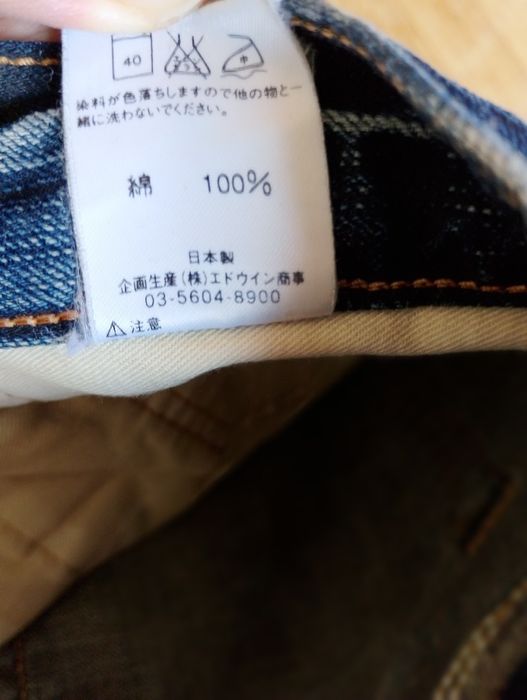 40
中
染料が色落ちしますので他の物と一
緒に洗わないでください。
綿 100%
日本製
企画生産(株)エドウイン商事
03-5604-8900
⚠注意